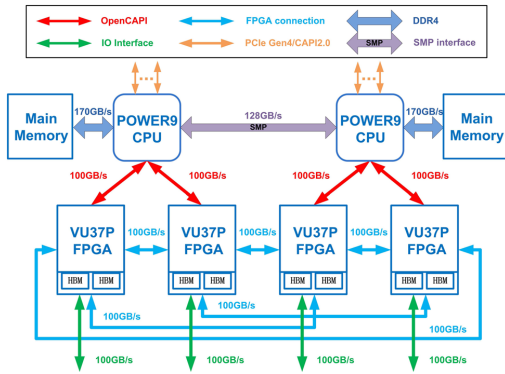 OpenCAPI
FPGA connection
DDR4
IO Interface
PCIe Gen4/CAPI2.0
SMP
SMP interface
Main
Memory
170GB/s
POWER9
CPU
128GB/s
SMP
POWER9
CPU
170GB/s
Main
Memory
100GB/s
100GB/s
100GB/s
100GB/s
VU37P
FPGA
HBM
HBM
100GB/s
VU37P
FPGA
HBM
HBM
100GB/s
VU37P
FPGA
HBM
HBM
100GB/s
VU37P
FPGA
HBM
HBM
100GB/s
100GB/s
100GB/s
100GB/s
100GB/s
100GB/s
100GB/s